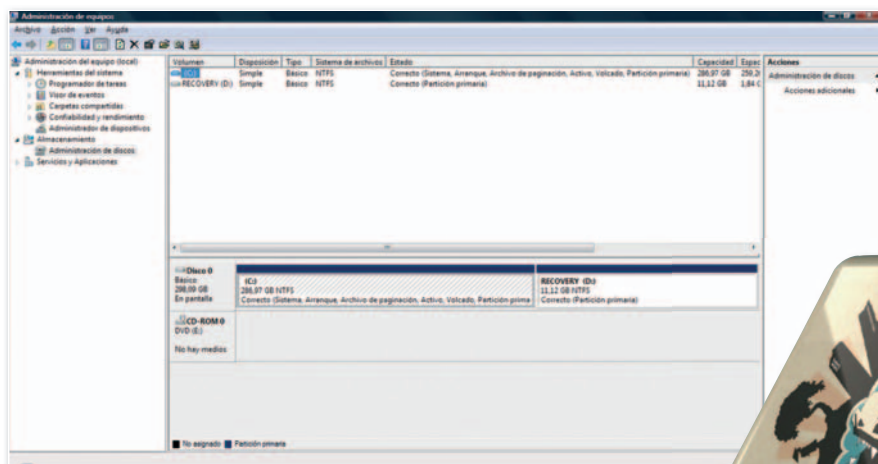 Administración de equipos
Archivo Acción Ver Ayuda
Administración del equipo (local)
Herramientas del sistema
Programador de tareas
Visor de eventos
Carpetas compartidas
Confiabilidad y rendimiento
Administrador de dispositivos
Almacenamiento
Administración de discos
Servicios y Aplicaciones
Volumen Disposición Tipo Sistema de archivos Estado Capacidad Espac
(C:) Simple Básico NTFS Correcto (Sistema, Arranque, Archivo de paginación, Activo, Volcado, Partición primaria) 286,97 GB
RECOVERY (D:) Simple Básico NTFS Correcto (Partición primaria) 11,12 GB 1,84 G
Acciones
Administración de discos
Acciones adicionales
Disco 0
Básico
298,09 GB
En pantalla
(C:)
286,97 GB NTFS
Correcto (Sistema, Arranque, Archivo de paginación, Activo, Volcado, Partición prima
RECOVERY (D:)
11,12 GB NTFS
Correcto (Partición primaria)
CD-ROM 0
DVD (E:)
No hay medios
No asignado Partición primaria